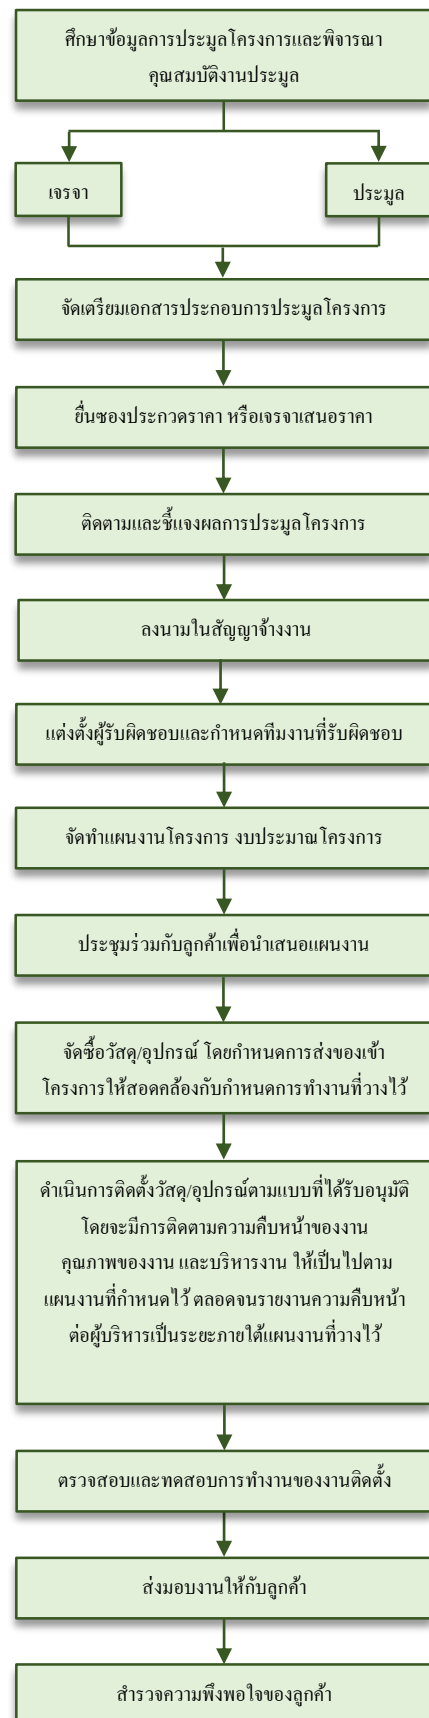 ศึกษาข้อมูลการประมูลโครงการและพิจารณา
คุณสมบัติงานประมูล
เจรจา
ประมูล
จัดเตรียมเอกสารประกอบการประมูลโครงการ
ยื่นซองประกวดราคา หรือเจรจาเสนอราคา
ติดตามและชี้แจงผลการประมูลโครงการ
ลงนามในสัญญาจ้างงาน
แต่งตั้งผู้รับผิดชอบและกำหนดทีมงานที่รับผิดชอบ
จัดทำแผนงานโครงการ งบประมาณโครงการ
ประชุมร่วมกับลูกค้าเพื่อนำเสนอแผนงาน
จัดซื้อวัสดุ/อุปกรณ์ โดยกำหนดการส่งของเข้า
โครงการให้สอดคล้องกับกำหนดการทำงานที่วางไว้
ดำเนินการติดตั้งวัสดุ/อุปกรณ์ตามแบบที่ได้รับอนุมัติ
โดยจะมีการติดตามความคืบหน้าของงาน
คุณภาพของงาน และบริหารงาน ให้เป็นไปตาม
แผนงานที่กำหนดไว้ ตลอดจนรายงานความคืบหน้า
ต่อผู้บริหารเป็นระยะภายใต้แผนงานที่วางไว้
ตรวจสอบและทดสอบการทำงานของงานติดตั้ง
ส่งมอบงานให้กับลูกค้า
สำรวจความพึงพอใจของลูกค้า